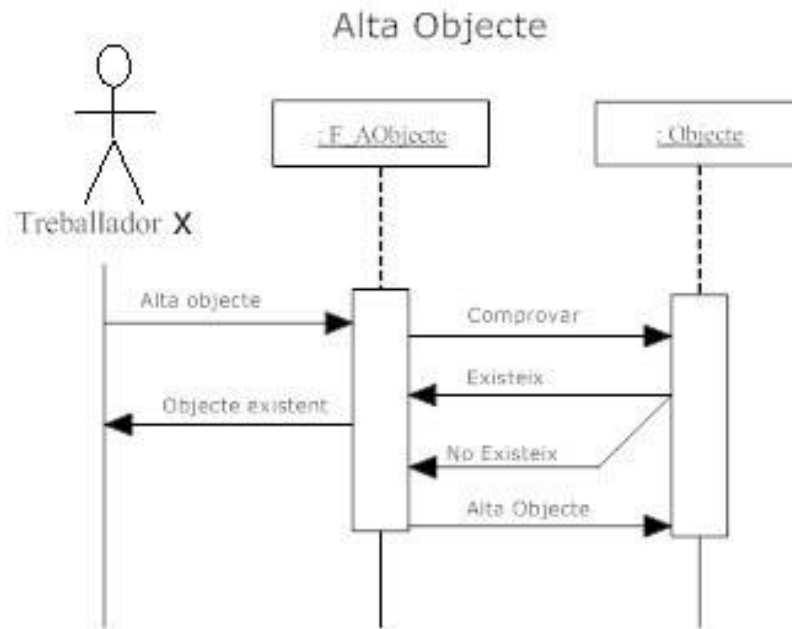 Alta Objecte
: F_AObjecte
: Objecte
Treballador X
Alta objecte
Comprovar
Existeix
Objecte existent
No Existeix
Alta Objecte